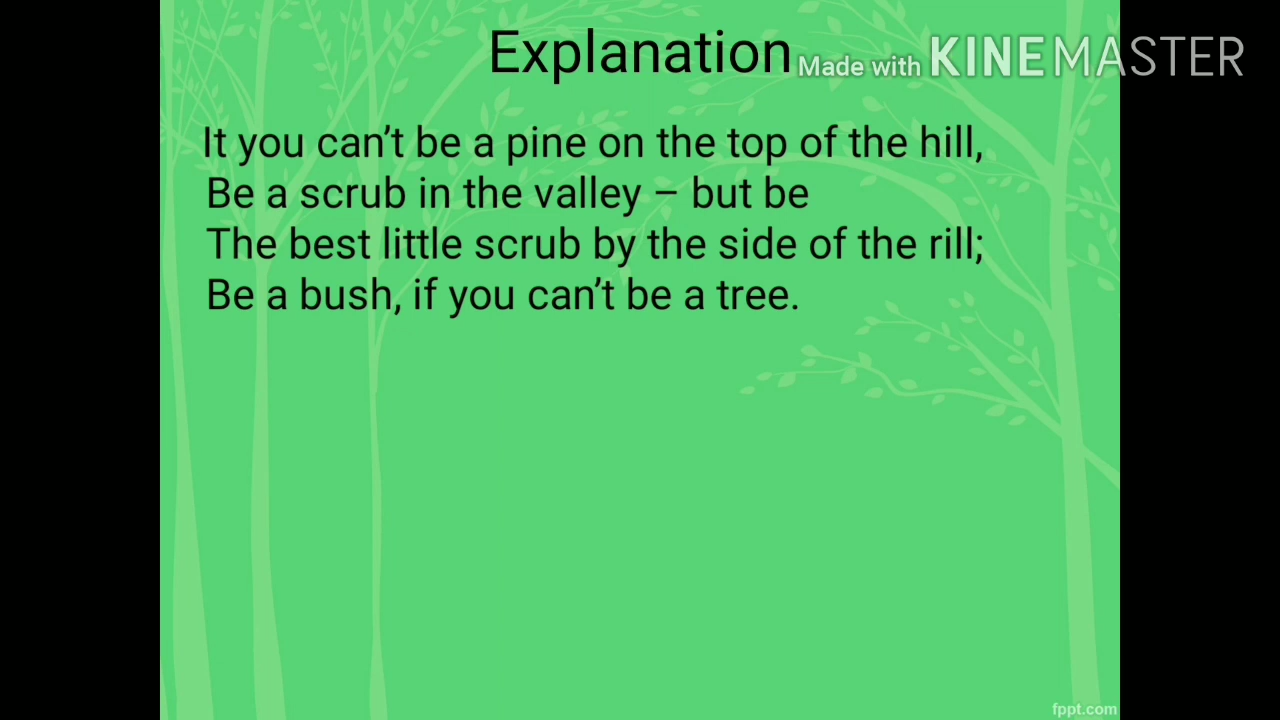 Explanation
Made with KINEMASTER
It you can’t be a pine on the top of the hill,
Be a scrub in the valley – but be
The best little scrub by the side of the rill;
Be a bush, if you can’t be a tree.
fppt.com